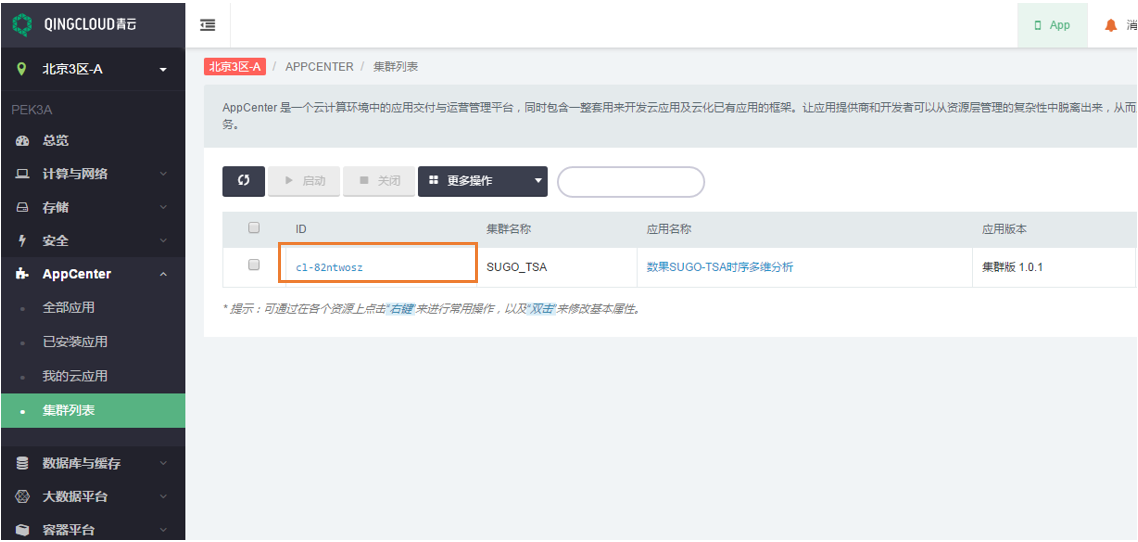 QINGCLOUD青云
App
消
北京3区-A
北京3区-A / APPCENTER / 集群列表
PEK3A
总览
计算与网络
存储
安全
AppCenter
全部应用
已安装应用
我的云应用
集群列表
数据库与缓存
大数据平台
容器平台
AppCenter 是一个云计算环境中的应用交付与运营管理平台，同时包含一整套用来开发云应用及云化已有应用的框架。让应用提供商和开发者可以从资源层管理的复杂性中脱离出来，从而
务。
启动 关闭 更多操作
ID 集群名称 应用名称 应用版本
cl-82ntwosz SUGO_TSA 数果SUGO-TSA时序多维分析 集群版 1.0.1
* 提示：可通过在各个资源上点击“右键”来进行常用操作，以及“双击”来修改基本属性。